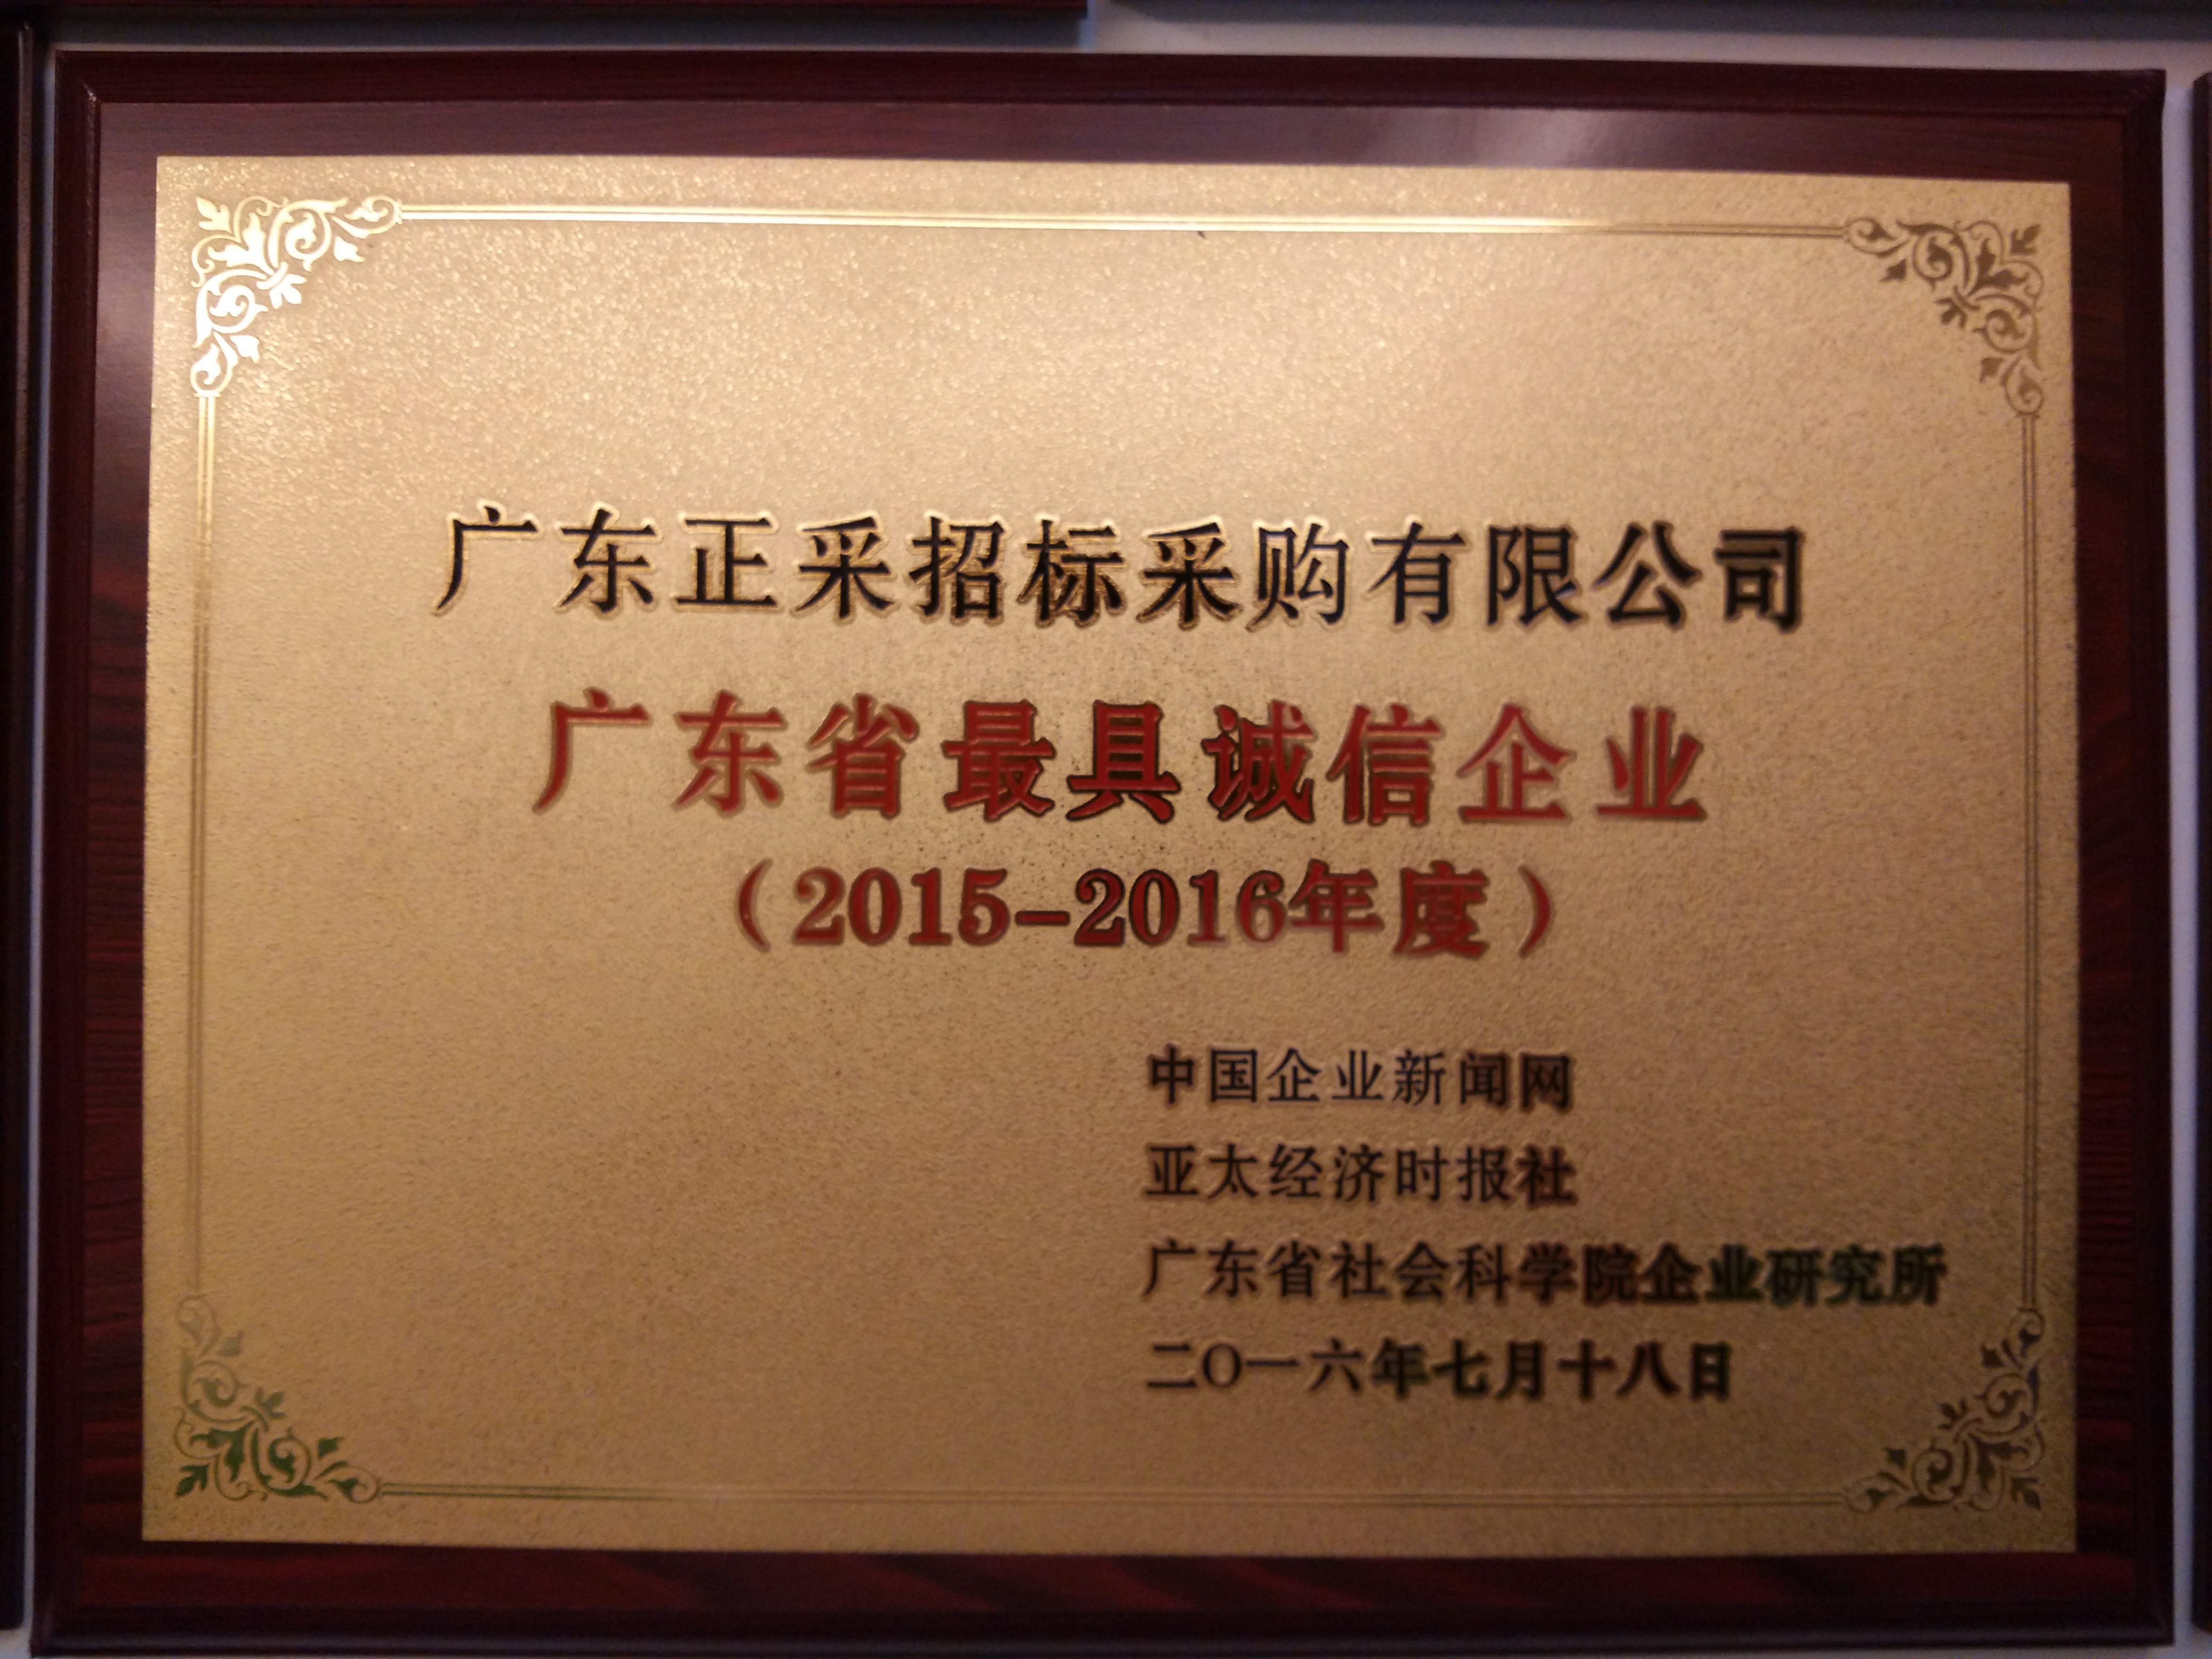 广东正采招标采购有限公司
广东省最具诚信企业
（2015-2016年度）
中国企业新闻网
亚太经济时报社
广东省社会科学院企业研究所
二O一六年七月十八日